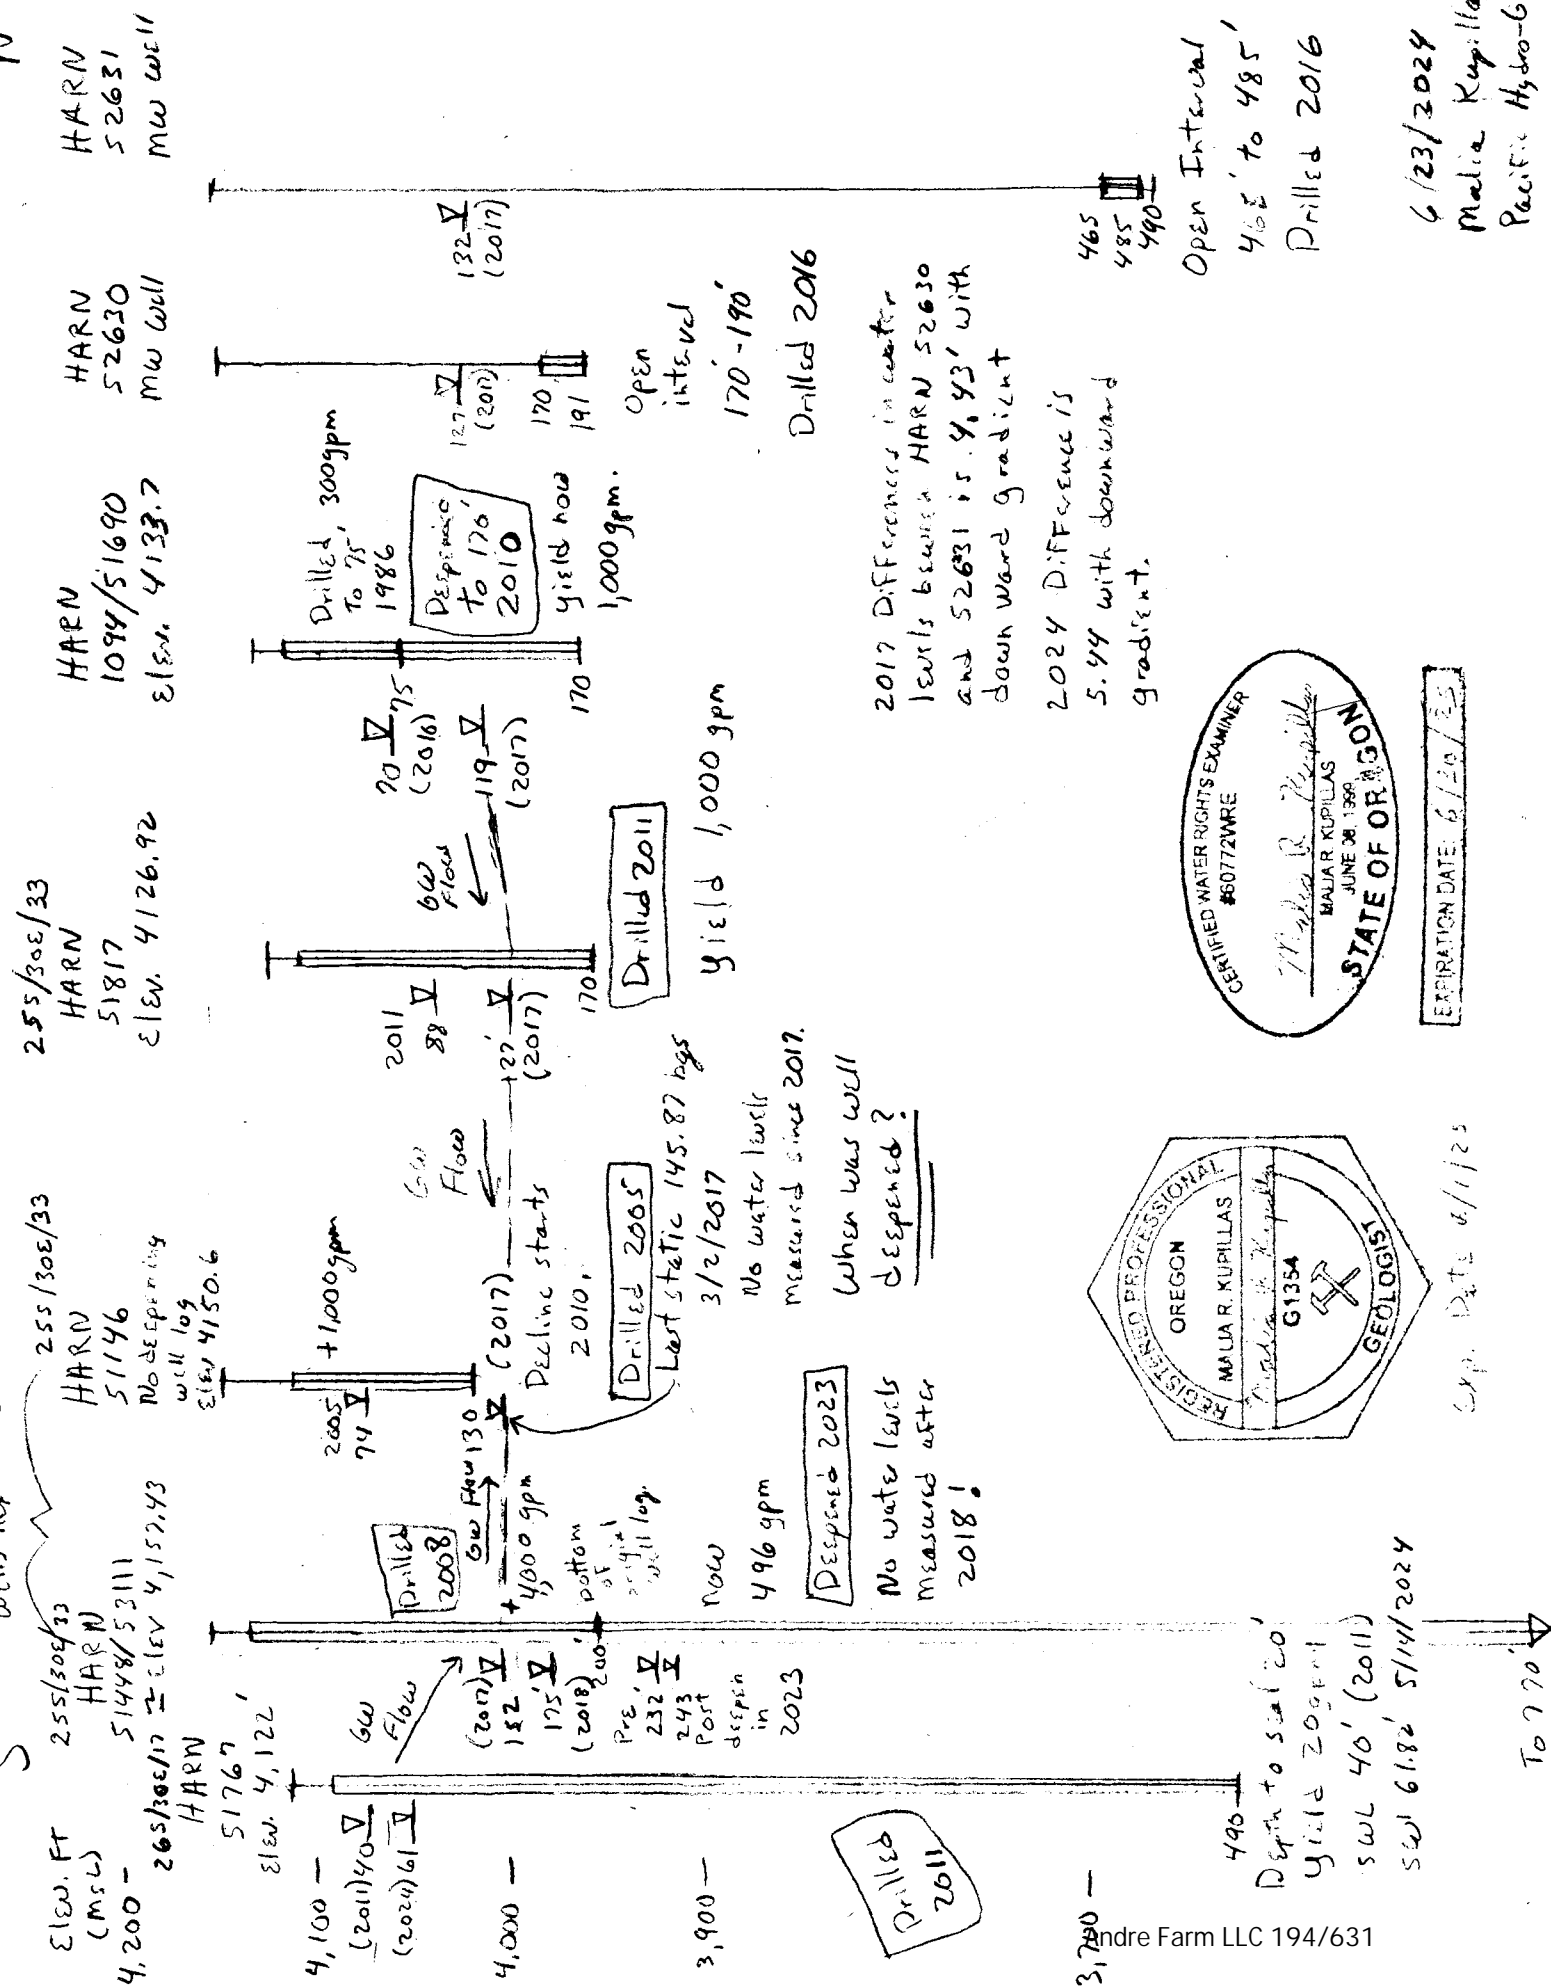 S
N
Elev. Ft
(MSL)
4,200 -
4,100 -
4,000 -
3,900 -
3,700 -
26S/30E/17
HARN
51767
Elev. 4,122'
(2011) 40
(2024) 61
GW
Flow
Drilled
2011
490
Depth to seal 20'
Yield 20gpm
SWL 40' (2011)
SWL 61.82' 5/14/2024
25S/30E/33
HARN
51448/53111
≈ Elev 4,157.43
Drilled
2008
GW Flow
+
4,000 gpm
(2017)
152
175'
(2018)
200'
bottom
of
original
well log.
Pre
232'
243
Post
deepen
in
2023
Now
496 gpm
Deepened 2023
No water levels
measured after
2018!
To 770'
25S/30E/33
HARN
51146
No deepening
well log
Elev 4150.6
+1,000gpm
2005
74
130
(2017)
Decline starts
2010.
Drilled 2005
Last static 145.87 bgs
3/2/2017
No water levels
measured since 2017.
When was well
deepened?
GW
Flow
25S/30E/33
HARN
51817
Elev. 4126.92
2011
88
127'
(2017)
170
Drilled 2011
Yield 1,000 gpm
GW
Flow
HARN
1094/51690
Elev. 4133.7
Drilled, 300gpm
To 75'
1986
Deepening
to 170'
2010
yield now
1,000gpm.
70
(2016)
75
119
(2017)
170
HARN
52630
MW Well
127
(2017)
170
191
Open
interval
170'-190'
Drilled 2016
HARN
52631
MW Well
132
(2017)
465
485
490
Open Interval
465' to 485'
Drilled 2016
2017 Differences in water
levels beween HARN 52630
and 52631 is 4.43' with
down ward gradient
2024 Difference is
5.44 with downward
gradient.
REGISTERED PROFESSIONAL
OREGON
MALIA R. KUPILLAS
G1354
GEOLOGIST
Exp. Date
CERTIFIED WATER RIGHTS EXAMINER
#60772WRE
MALIA R. KUPILLAS
JUNE 08, 1999
STATE OF OREGON
EXPIRATION DATE: 6/30/25
6/23/2024
Malia Kupilla
Pacific Hydro-G
Andre Farm LLC 194/631